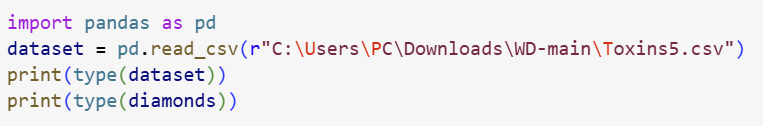 import pandas as pd
dataset = pd.read_csv(r"C:\Users\PC\Downloads\WD-main\Toxins5.csv")
print(type(dataset))
print(type(diamonds))